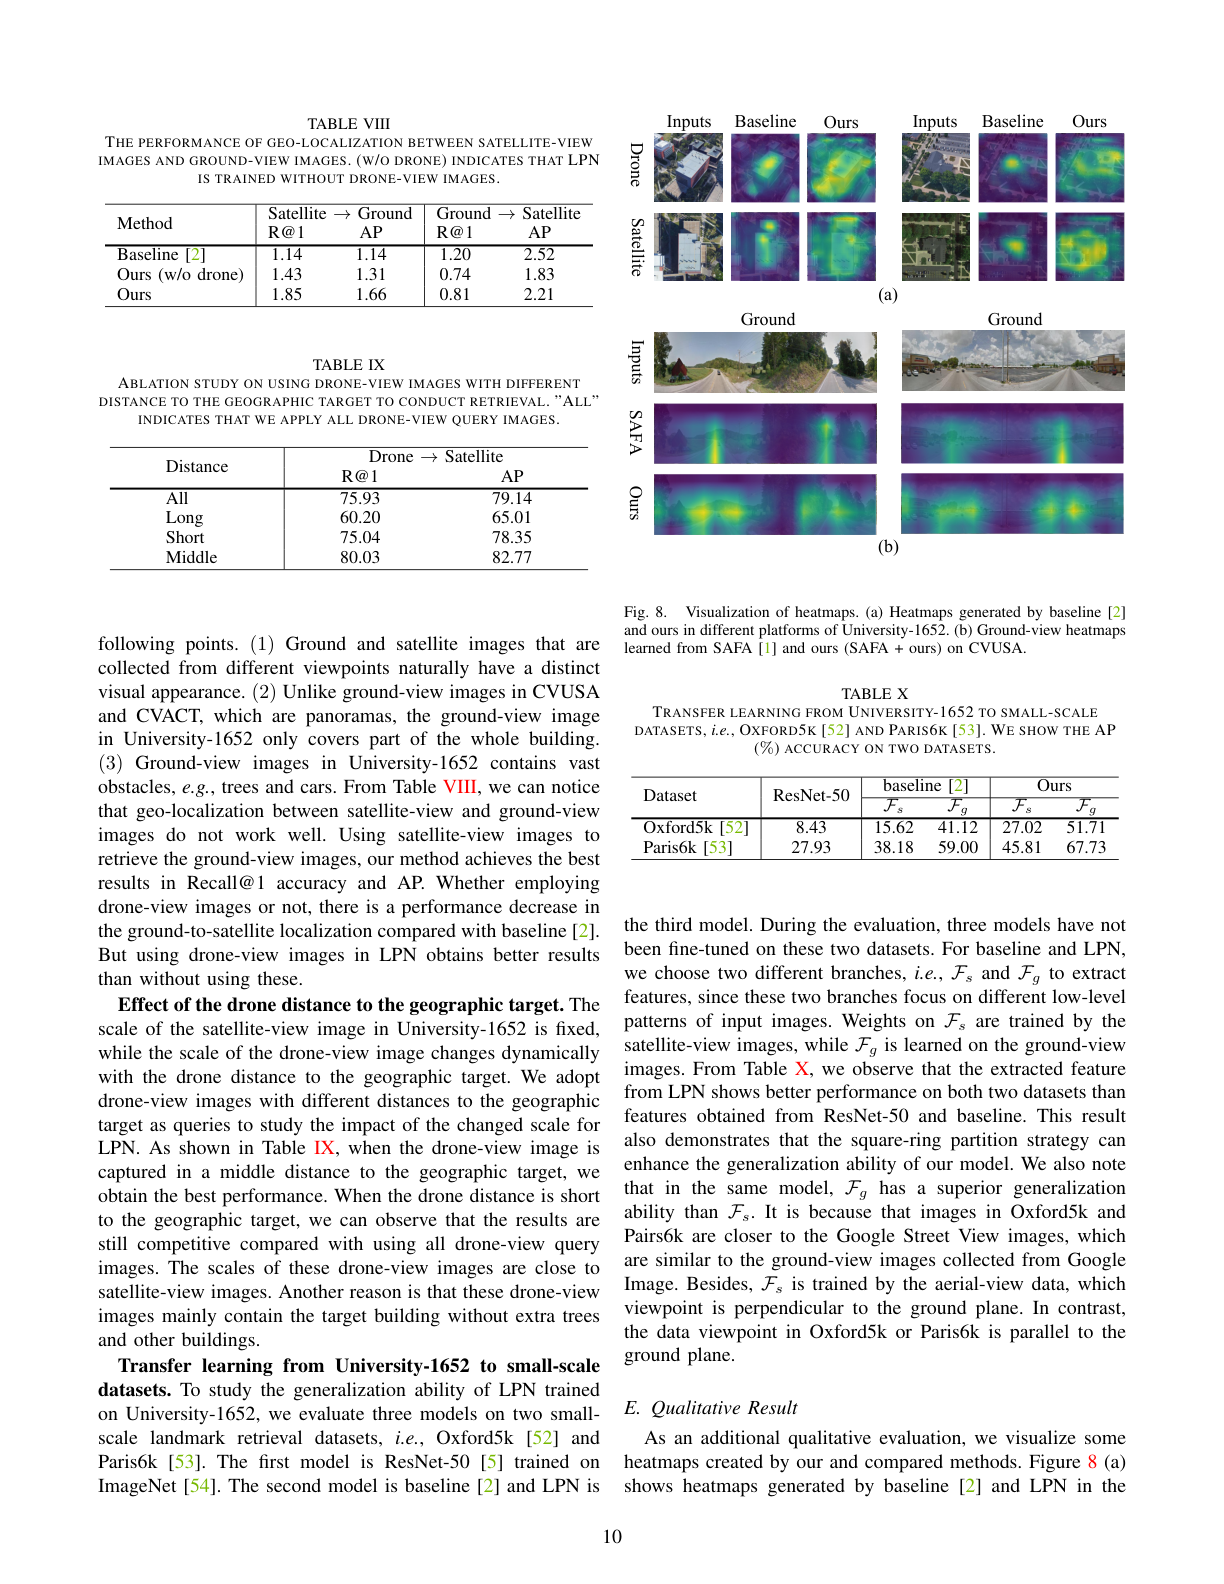 TABLE VIII
THE PERFORMANCE OF GEO-LOCALIZATION BETWEEN SATELLITE-VIEW
IMAGES AND GROUND-VIEW IMAGES. (W/O DRONE) INDICATES THAT LPN
IS TRAINED WITHOUT DRONE-VIEW IMAGES.
Method Satellite → Ground Ground → Satellite
R@1 AP R@1 AP
Baseline [2] 1.14 1.14 1.20 2.52
Ours (w/o drone) 1.43 1.31 0.74 1.83
Ours 1.85 1.66 0.81 2.21
TABLE IX
ABLATION STUDY ON USING DRONE-VIEW IMAGES WITH DIFFERENT
DISTANCE TO THE GEOGRAPHIC TARGET TO CONDUCT RETRIEVAL. ”ALL”
INDICATES THAT WE APPLY ALL DRONE-VIEW QUERY IMAGES.
Distance Drone → Satellite
R@1 AP
All 75.93 79.14
Long 60.20 65.01
Short 75.04 78.35
Middle 80.03 82.77
following points. (1) Ground and satellite images that are
collected from different viewpoints naturally have a distinct
visual appearance. (2) Unlike ground-view images in CVUSA
and CVACT, which are panoramas, the ground-view image
in University-1652 only covers part of the whole building.
(3) Ground-view images in University-1652 contains vast
obstacles, e.g., trees and cars. From Table VIII, we can notice
that geo-localization between satellite-view and ground-view
images do not work well. Using satellite-view images to
retrieve the ground-view images, our method achieves the best
results in Recall@1 accuracy and AP. Whether employing
drone-view images or not, there is a performance decrease in
the ground-to-satellite localization compared with baseline [2].
But using drone-view images in LPN obtains better results
than without using these.
Effect of the drone distance to the geographic target. The
scale of the satellite-view image in University-1652 is fixed,
while the scale of the drone-view image changes dynamically
with the drone distance to the geographic target. We adopt
drone-view images with different distances to the geographic
target as queries to study the impact of the changed scale for
LPN. As shown in Table IX, when the drone-view image is
captured in a middle distance to the geographic target, we
obtain the best performance. When the drone distance is short
to the geographic target, we can observe that the results are
still competitive compared with using all drone-view query
images. The scales of these drone-view images are close to
satellite-view images. Another reason is that these drone-view
images mainly contain the target building without extra trees
and other buildings.
Transfer learning from University-1652 to small-scale
datasets. To study the generalization ability of LPN trained
on University-1652, we evaluate three models on two small-
scale landmark retrieval datasets, i.e., Oxford5k [52] and
Paris6k [53]. The first model is ResNet-50 [5] trained on
ImageNet [54]. The second model is baseline [2] and LPN is
Inputs Baseline Ours Inputs Baseline Ours
Drone
Satellite
(a)
Ground Ground
Inputs
SAFA
Ours
(b)
Fig. 8. Visualization of heatmaps. (a) Heatmaps generated by baseline [2]
and ours in different platforms of University-1652. (b) Ground-view heatmaps
learned from SAFA [1] and ours (SAFA + ours) on CVUSA.
TABLE X
TRANSFER LEARNING FROM UNIVERSITY-1652 TO SMALL-SCALE
DATASETS, i.e., OXFORD5K [52] AND PARIS6K [53]. WE SHOW THE AP
(%) ACCURACY ON TWO DATASETS.
Dataset ResNet-50 baseline [2] Ours
F_s F_g F_s F_g
Oxford5k [52] 8.43 15.62 41.12 27.02 51.71
Paris6k [53] 27.93 38.18 59.00 45.81 67.73
the third model. During the evaluation, three models have not
been fine-tuned on these two datasets. For baseline and LPN,
we choose two different branches, i.e., F_s and F_g to extract
features, since these two branches focus on different low-level
patterns of input images. Weights on F_s are trained by the
satellite-view images, while F_g is learned on the ground-view
images. From Table X, we observe that the extracted feature
from LPN shows better performance on both two datasets than
features obtained from ResNet-50 and baseline. This result
also demonstrates that the square-ring partition strategy can
enhance the generalization ability of our model. We also note
that in the same model, F_g has a superior generalization
ability than F_s. It is because that images in Oxford5k and
Pairs6k are closer to the Google Street View images, which
are similar to the ground-view images collected from Google
Image. Besides, F_s is trained by the aerial-view data, which
viewpoint is perpendicular to the ground plane. In contrast,
the data viewpoint in Oxford5k or Paris6k is parallel to the
ground plane.
E. Qualitative Result
As an additional qualitative evaluation, we visualize some
heatmaps created by our and compared methods. Figure 8 (a)
shows heatmaps generated by baseline [2] and LPN in the
10